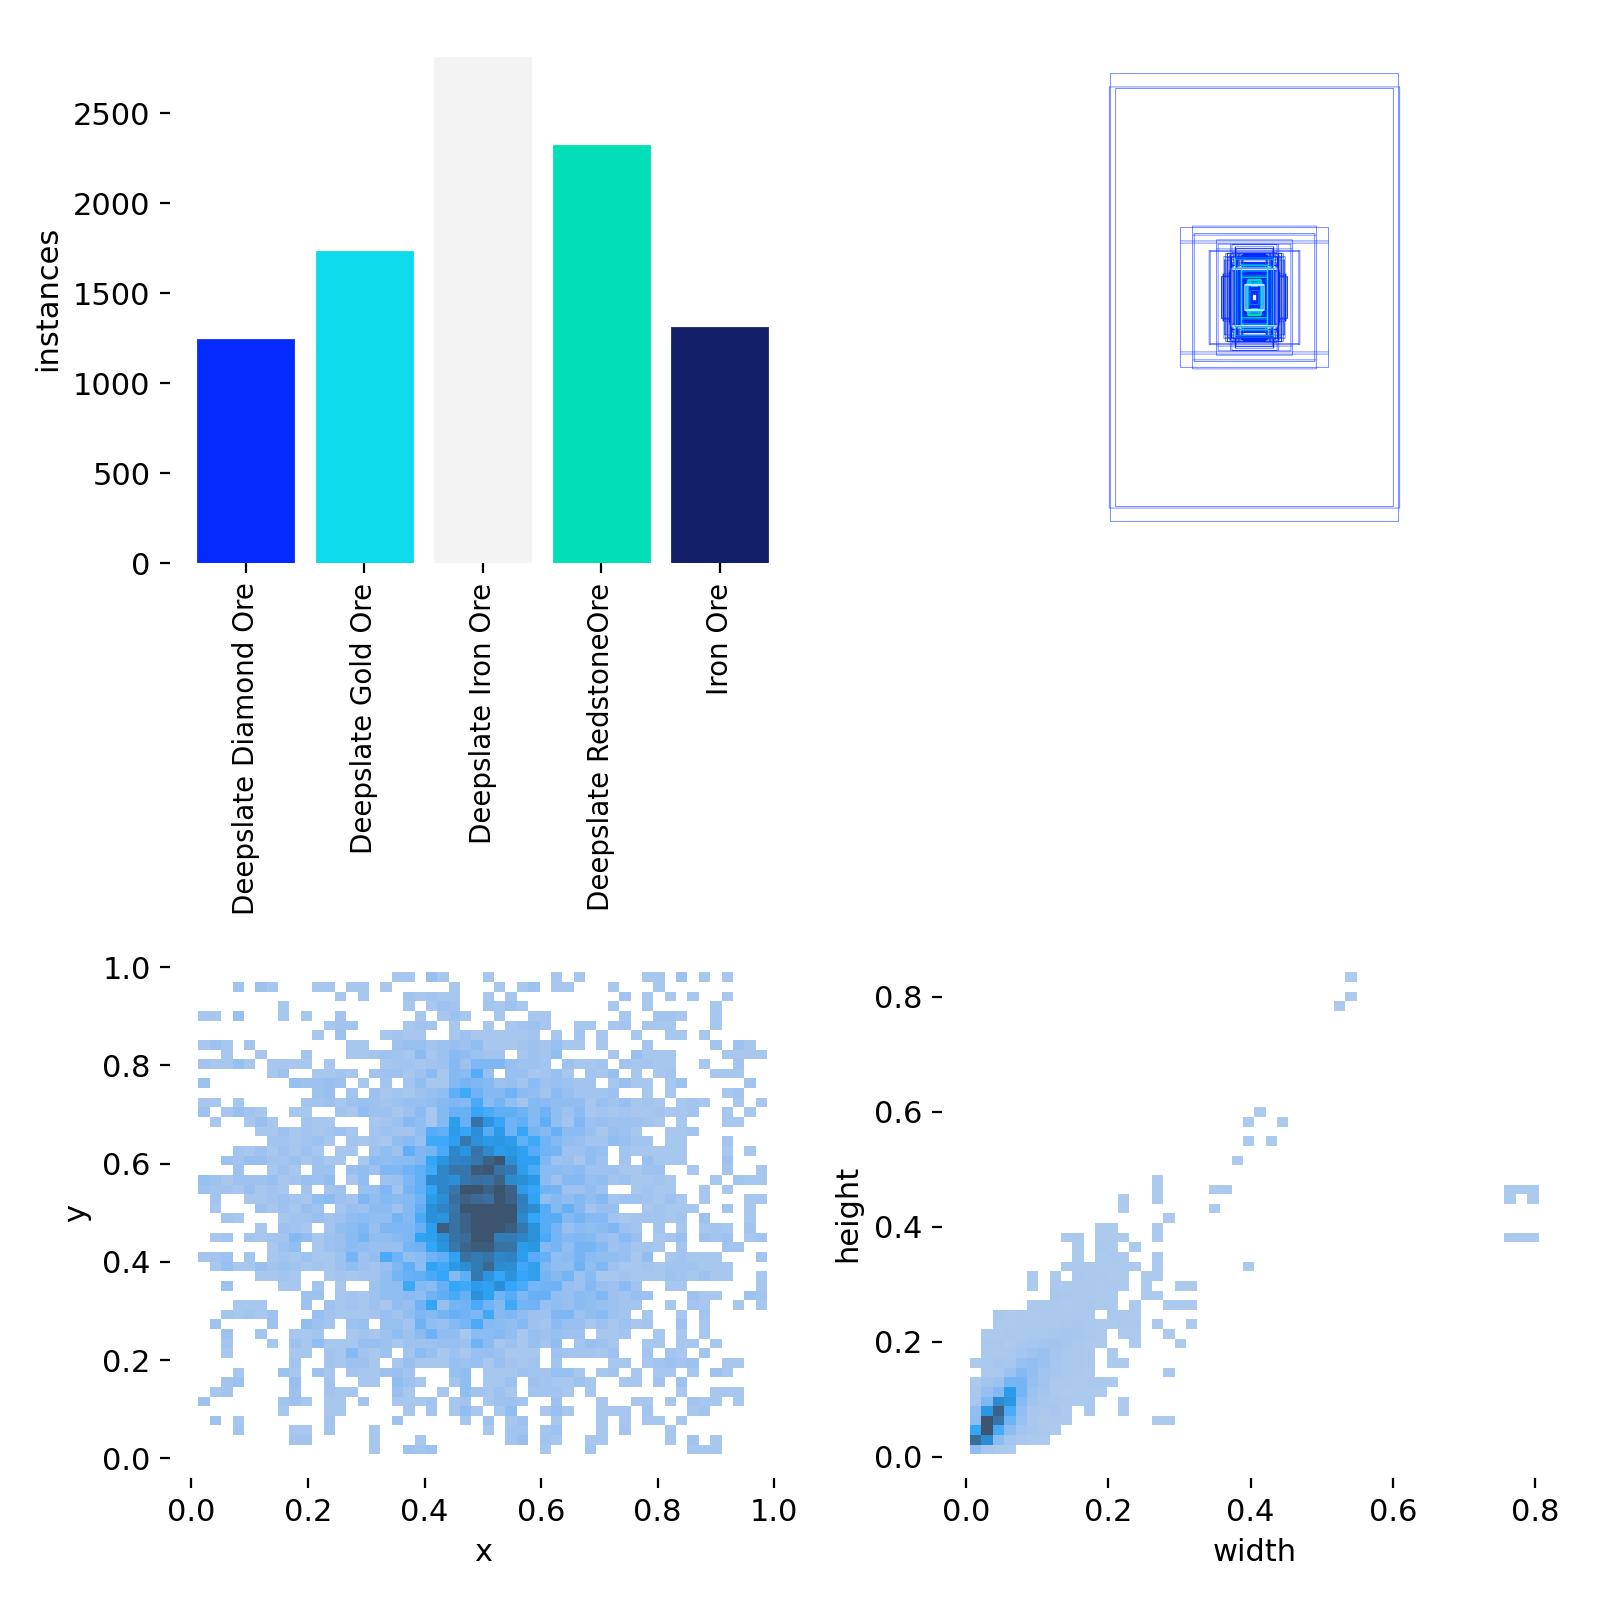 2500
2000
1500
1000
500
0
instances
Deepslate Diamond Ore
Deepslate Gold Ore
Deepslate Iron Ore
Deepslate RedstoneOre
Iron Ore
1.0
0.8
0.6
0.4
0.2
0.0
y
0.0 0.2 0.4 0.6 0.8 1.0
x
0.8
0.6
0.4
0.2
0.0
height
0.0 0.2 0.4 0.6 0.8
width